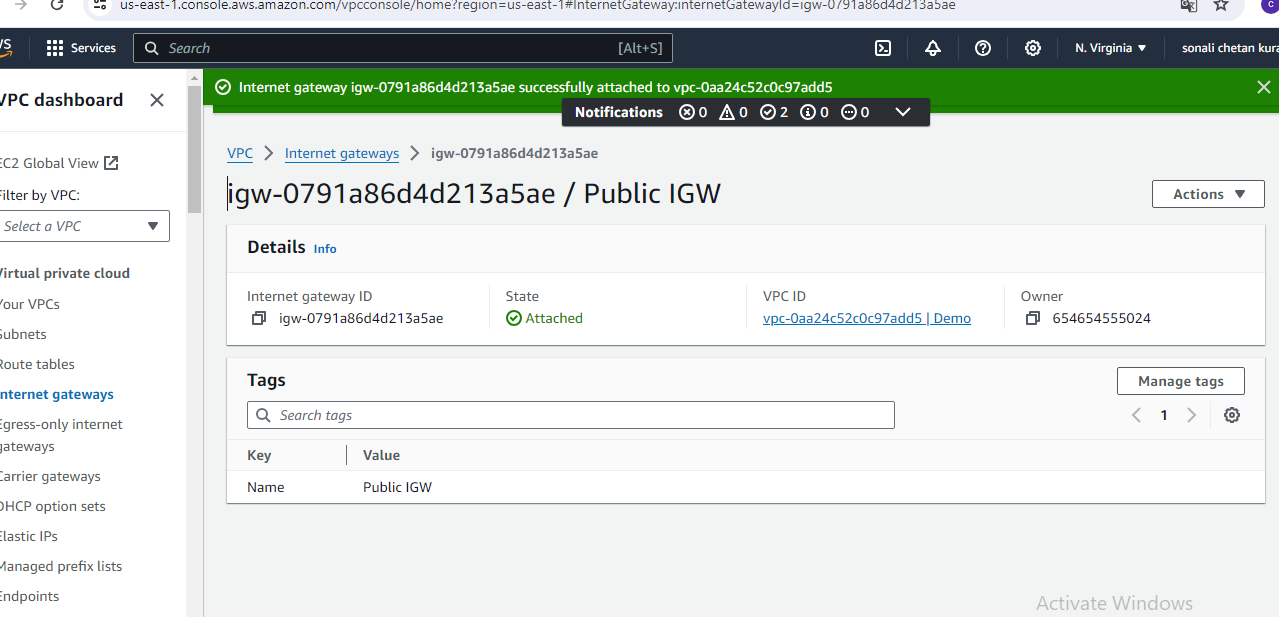 us-east-1.console.aws.amazon.com/vpcconsole/home?region=us-east-1#InternetGateway:internetGatewayId=igw-0791a86d4d213a5ae
C
Services
Search
[Alt+S]
N. Virginia
sonali chetan kura
VPC dashboard
Internet gateway igw-0791a86d4d213a5ae successfully attached to vpc-0aa24c52c0c97add5
Notifications 0 0 2 0 0
EC2 Global View
Filter by VPC:
Select a VPC
Virtual private cloud
Your VPCs
Subnets
Route tables
Internet gateways
Egress-only internet
gateways
Carrier gateways
DHCP option sets
Elastic IPs
Managed prefix lists
Endpoints
VPC Internet gateways igw-0791a86d4d213a5ae
igw-0791a86d4d213a5ae / Public IGW
Actions
Details Info
Internet gateway ID
igw-0791a86d4d213a5ae
State
Attached
VPC ID
vpc-0aa24c52c0c97add5 | Demo
Owner
654654555024
Tags
Manage tags
Search tags
1
Key Value
Name Public IGW
Activate Windows